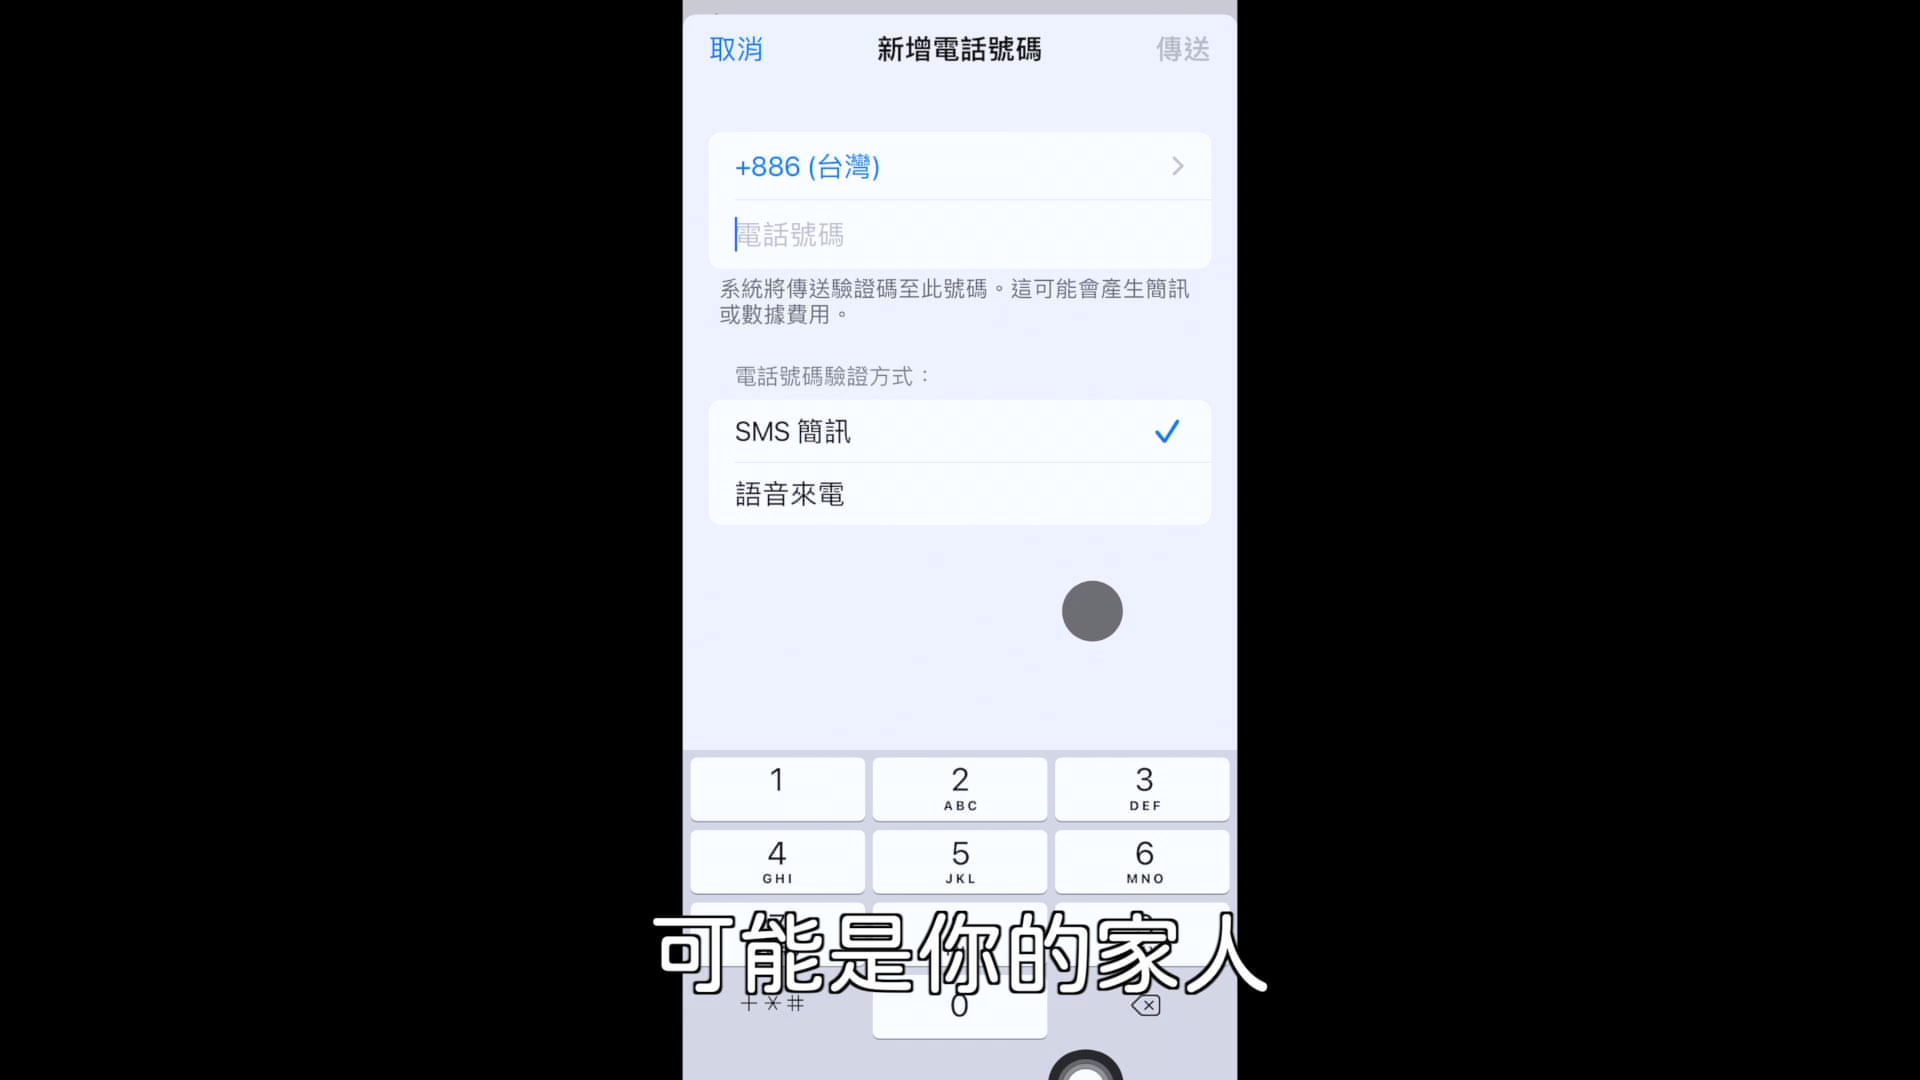 取消
新增電話號碼
傳送
+886 (台灣)
電話號碼
系統將傳送驗證碼至此號碼。這可能會產生簡訊
或數據費用。
電話號碼驗證方式：
SMS 簡訊
語音來電
1
2
ABC
3
DEF
4
GHI
5
JKL
6
MNO
可能是你的家人
+*#
0